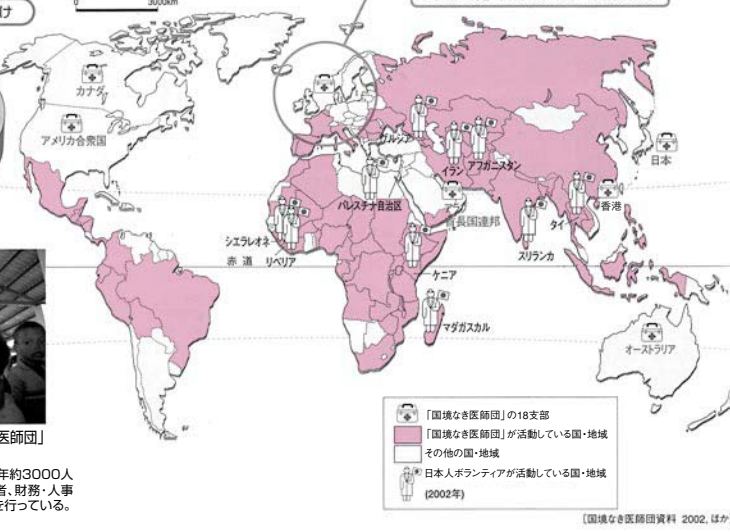 け
0 3000km
カナダ
アメリカ合衆国
グルジア
イラン
アフガニスタン
日本
パレスチナ自治区
アラブ首長国連邦
香港
タイ
シエラレオネ
赤道
リベリア
スリランカ
ケニア
マダガスカル
オーストラリア
医師団」
年約3000人
者、財務・人事
を行っている。
「国境なき医師団」の18支部
「国境なき医師団」が活動している国・地域
その他の国・地域
日本人ボランティアが活動している国・地域
(2002年)
〔国境なき医師団資料 2002、ほか